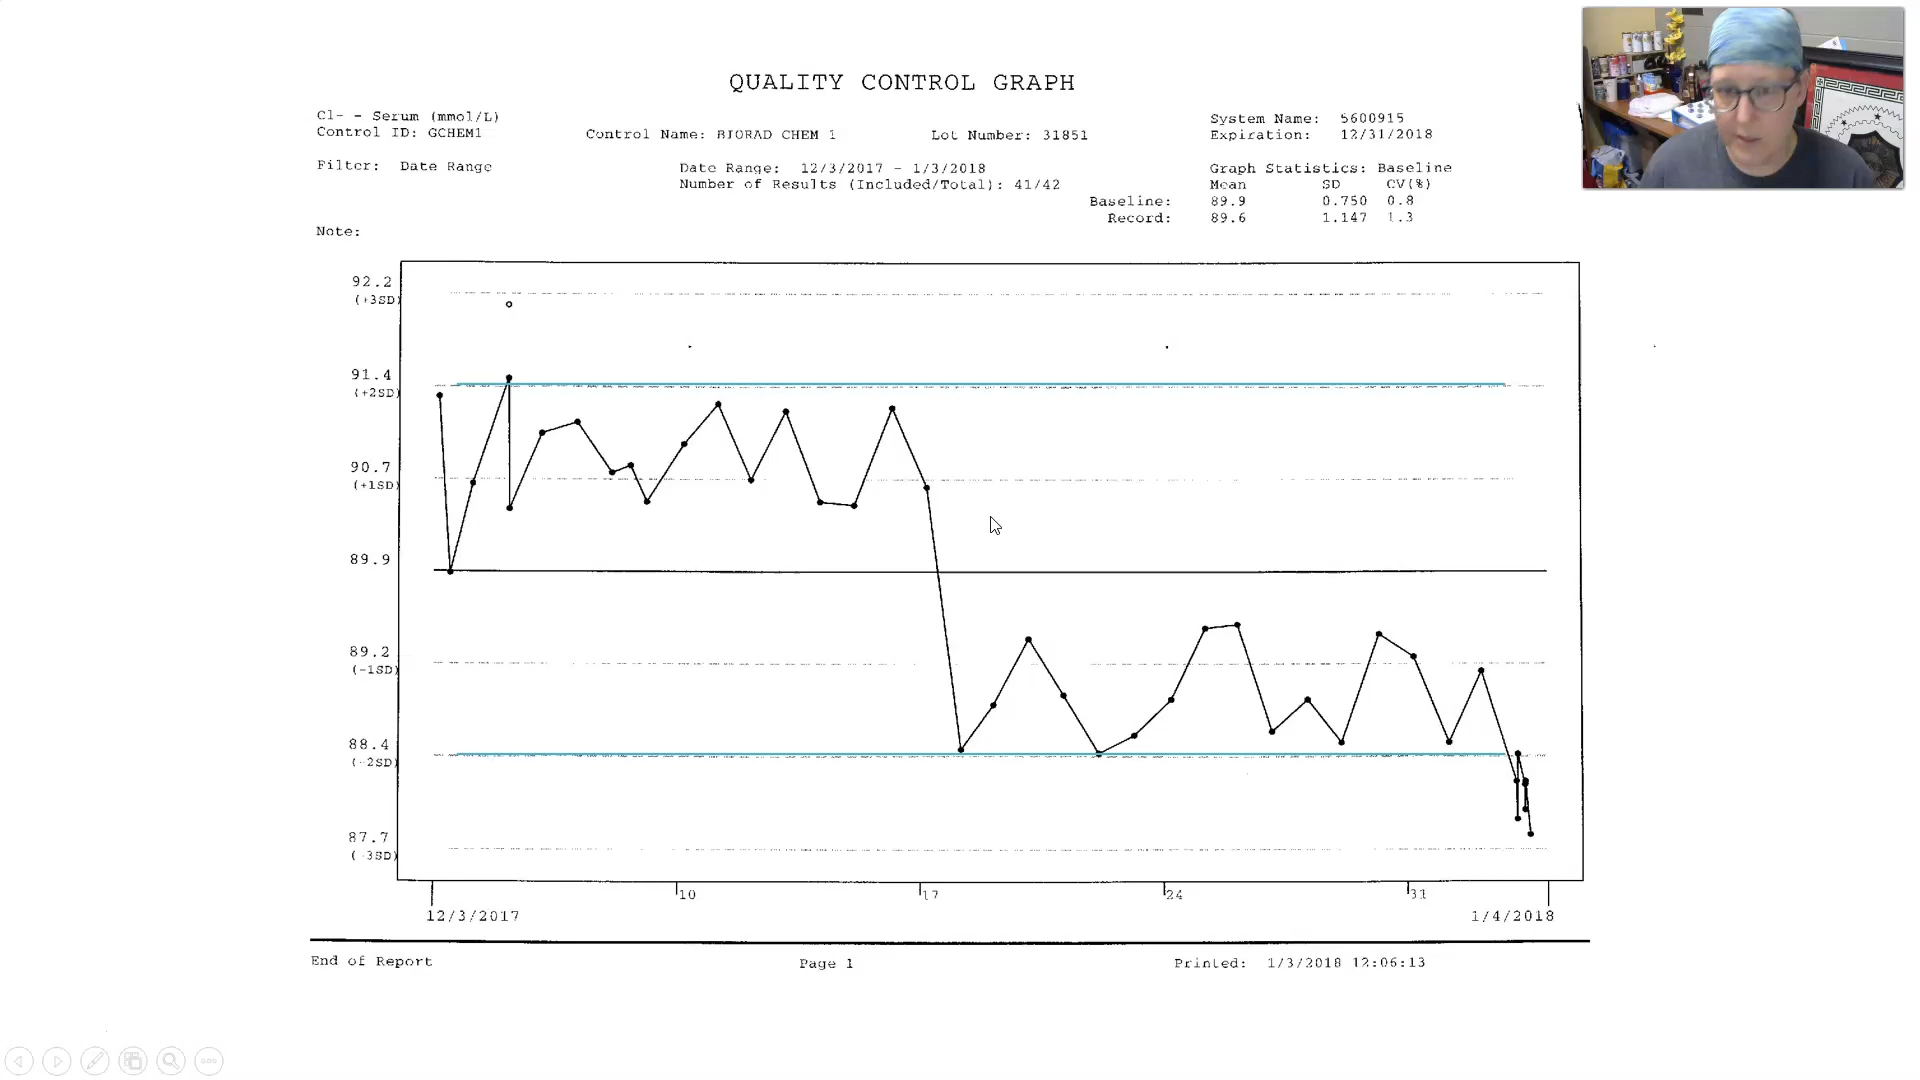 QUALITY CONTROL GRAPH
Cl- - Serum (mmol/L)
Control ID: GCHEM1
Control Name: BIORAD CHEM 1
Lot Number: 31851
System Name: 5600915
Expiration: 12/31/2018
Filter: Date Range
Date Range: 12/3/2017 - 1/3/2018
Number of Results (Included/Total): 41/42
Graph Statistics: Baseline
Mean SD CV(%)
Baseline: 89.9 0.750 0.8
Record: 89.6 1.147 1.3
Note:
92.2
(+3SD)
91.4
(+2SD)
90.7
(+1SD)
89.9
89.2
(-1SD)
88.4
(-2SD)
87.7
(-3SD)
10 17 24 31
12/3/2017 1/4/2018
End of Report Page 1 Printed: 1/3/2018 12:06:13